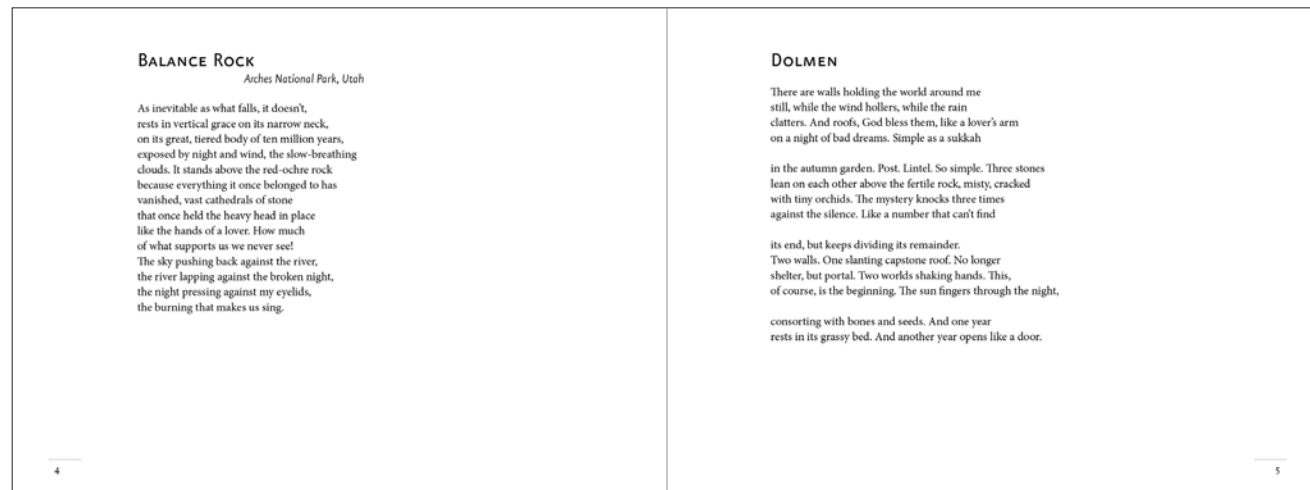 Balance Rock
Arches National Park, Utah
As inevitable as what falls, it doesn't,
rests in vertical grace on its narrow neck,
on its great, tiered body of ten million years,
exposed by night and wind, the slow-breathing
clouds. It stands above the red-ochre rock
because everything it once belonged to has
vanished, vast cathedrals of stone
that once held the heavy head in place
like the hands of a lover. How much
of what supports us we never see!
The sky pushing back against the river,
the river lapping against the broken night,
the night pressing against my eyelids,
the burning that makes us sing.
4
Dolmen
There are walls holding the world around me
still, while the wind hollers, while the rain
clatters. And roofs, God bless them, like a lover's arm
on a night of bad dreams. Simple as a sukkah
in the autumn garden. Post. Lintel. So simple. Three stones
lean on each other above the fertile rock, misty, cracked
with tiny orchids. The mystery knocks three times
against the silence. Like a number that can't find
its end, but keeps dividing its remainder.
Two walls. One slanting capstone roof. No longer
shelter, but portal. Two worlds shaking hands. This,
of course, is the beginning. The sun fingers through the night,
consorting with bones and seeds. And one year
rests in its grassy bed. And another year opens like a door.
5